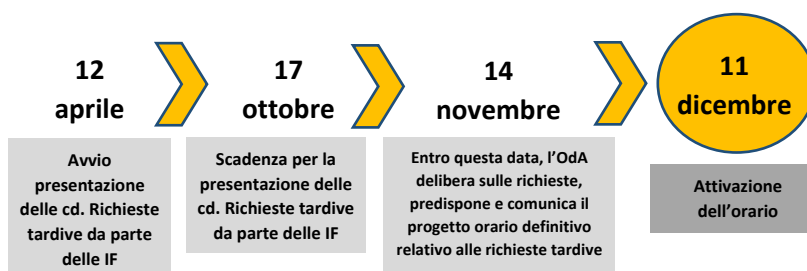 12
aprile
17
ottobre
14
novembre
11
dicembre
Avvio
presentazione
delle cd. Richieste
tardive da parte
delle IF
Scadenza per la
presentazione delle
cd. Richieste tardive
da parte delle IF
Entro questa data, l'OdA
delibera sulle richieste,
predispone e comunica il
progetto orario definitivo
relativo alle richieste tardive
Attivazione
dell'orario